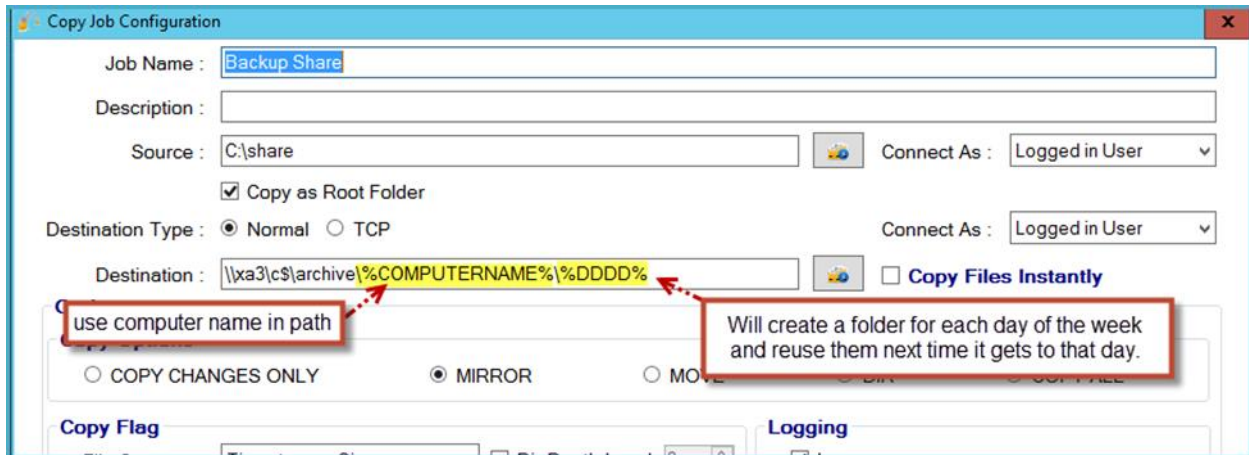 Copy Job Configuration
x
Job Name : Backup Share
Description :
Source : C:\share Connect As : Logged in User
Copy as Root Folder
Destination Type : Normal TCP Connect As : Logged in User
Destination : \\xa3\c$\archive\%COMPUTERNAME%\%DDDD% Copy Files Instantly
use computer name in path
Will create a folder for each day of the week
and reuse them next time it gets to that day.
COPY CHANGES ONLY MIRROR
Copy Flag Logging